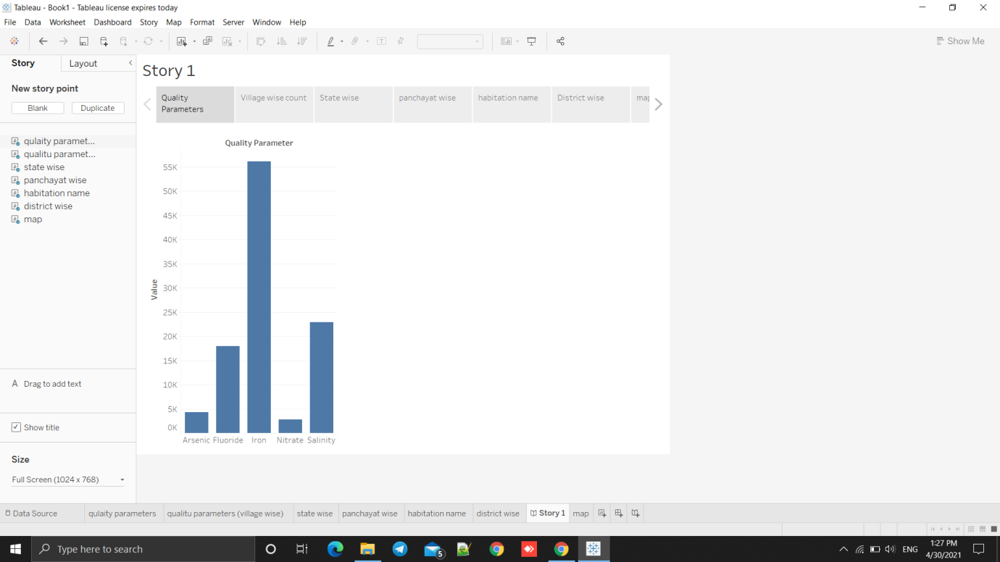 Tableau - Book1 - Tableau license expires today
File Data Worksheet Dashboard Story Map Format Server Window Help
Show Me
Story Layout
New story point
Blank Duplicate
qulaity paramet...
qualitu paramet...
state wise
panchayat wise
habitation name
district wise
map
A Drag to add text
Show title
Size
Full Screen (1024 x 768)
Story 1
Quality Parameters
Village wise count
State wise
panchayat wise
habitation name
District wise
map
Quality Parameter
Value
55K
50K
45K
40K
35K
30K
25K
20K
15K
10K
5K
0K
Arsenic Fluoride Iron Nitrate Salinity
Data Source qulaity parameters qualitu parameters (village wise) state wise panchayat wise habitation name district wise Story 1 map
Type here to search
5
ENG
1:27 PM
4/30/2021